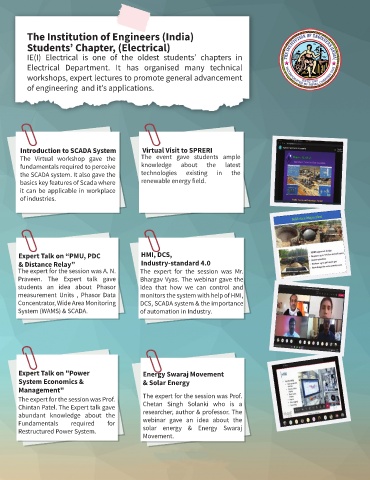 The Institution of Engineers (India)
Students' Chapter, (Electrical)
IE(I) Electrical is one of the oldest students' chapters in
Electrical Department. It has organised many technical
workshops, expert lectures to promote general advancement
of engineering and it's applications.
Introduction to SCADA System
The Virtual workshop gave the
fundamentals required to perceive
the SCADA system. It also gave the
basics key features of Scada where
it can be applicable in workplace
of Industries.
Virtual Visit to SPRERI
The event gave students ample
knowledge about the latest
technologies existing in the
renewable energy field.
Expert Talk on "PMU, PDC
& Distance Relay"
The expert for the session was A. N.
Praveen. The Expert talk gave
students an idea about Phasor
measurement Units , Phasor Data
Concentrator, Wide Area Monitoring
System (WAMS) & SCADA.
HMI, DCS,
Industry-standard 4.0
The expert for the session was Mr.
Bhargav Vyas. The webinar gave the
idea that how we can control and
monitors the system with help of HMI,
DCS, SCADA system & the importance
of automation in Industry.
Expert Talk on "Power
System Economics &
Management"
The expert for the session was Prof.
Chintan Patel. The Expert talk gave
abundant knowledge about the
Fundamentals required for
Restructured Power System.
Energy Swaraj Movement
& Solar Energy
The expert for the session was Prof.
Chetan Singh Solanki who is a
researcher, author & professor. The
webinar gave an idea about the
solar energy & Energy Swaraj
Movement.